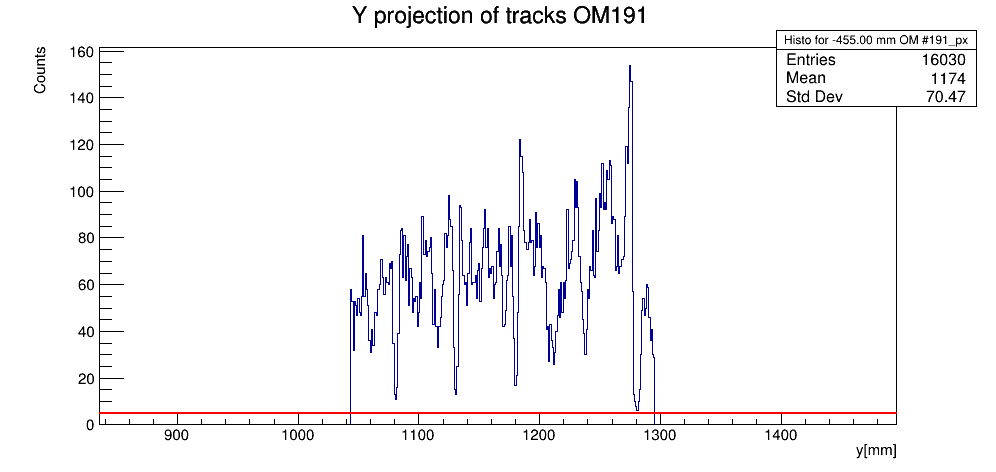 Y projection of tracks OM191
Histo for -455.00 mm OM #191_px
Entries 16030
Mean 1174
Std Dev 70.47
Counts
160
140
120
100
80
60
40
20
0
900 1000 1100 1200 1300 1400
y[mm]